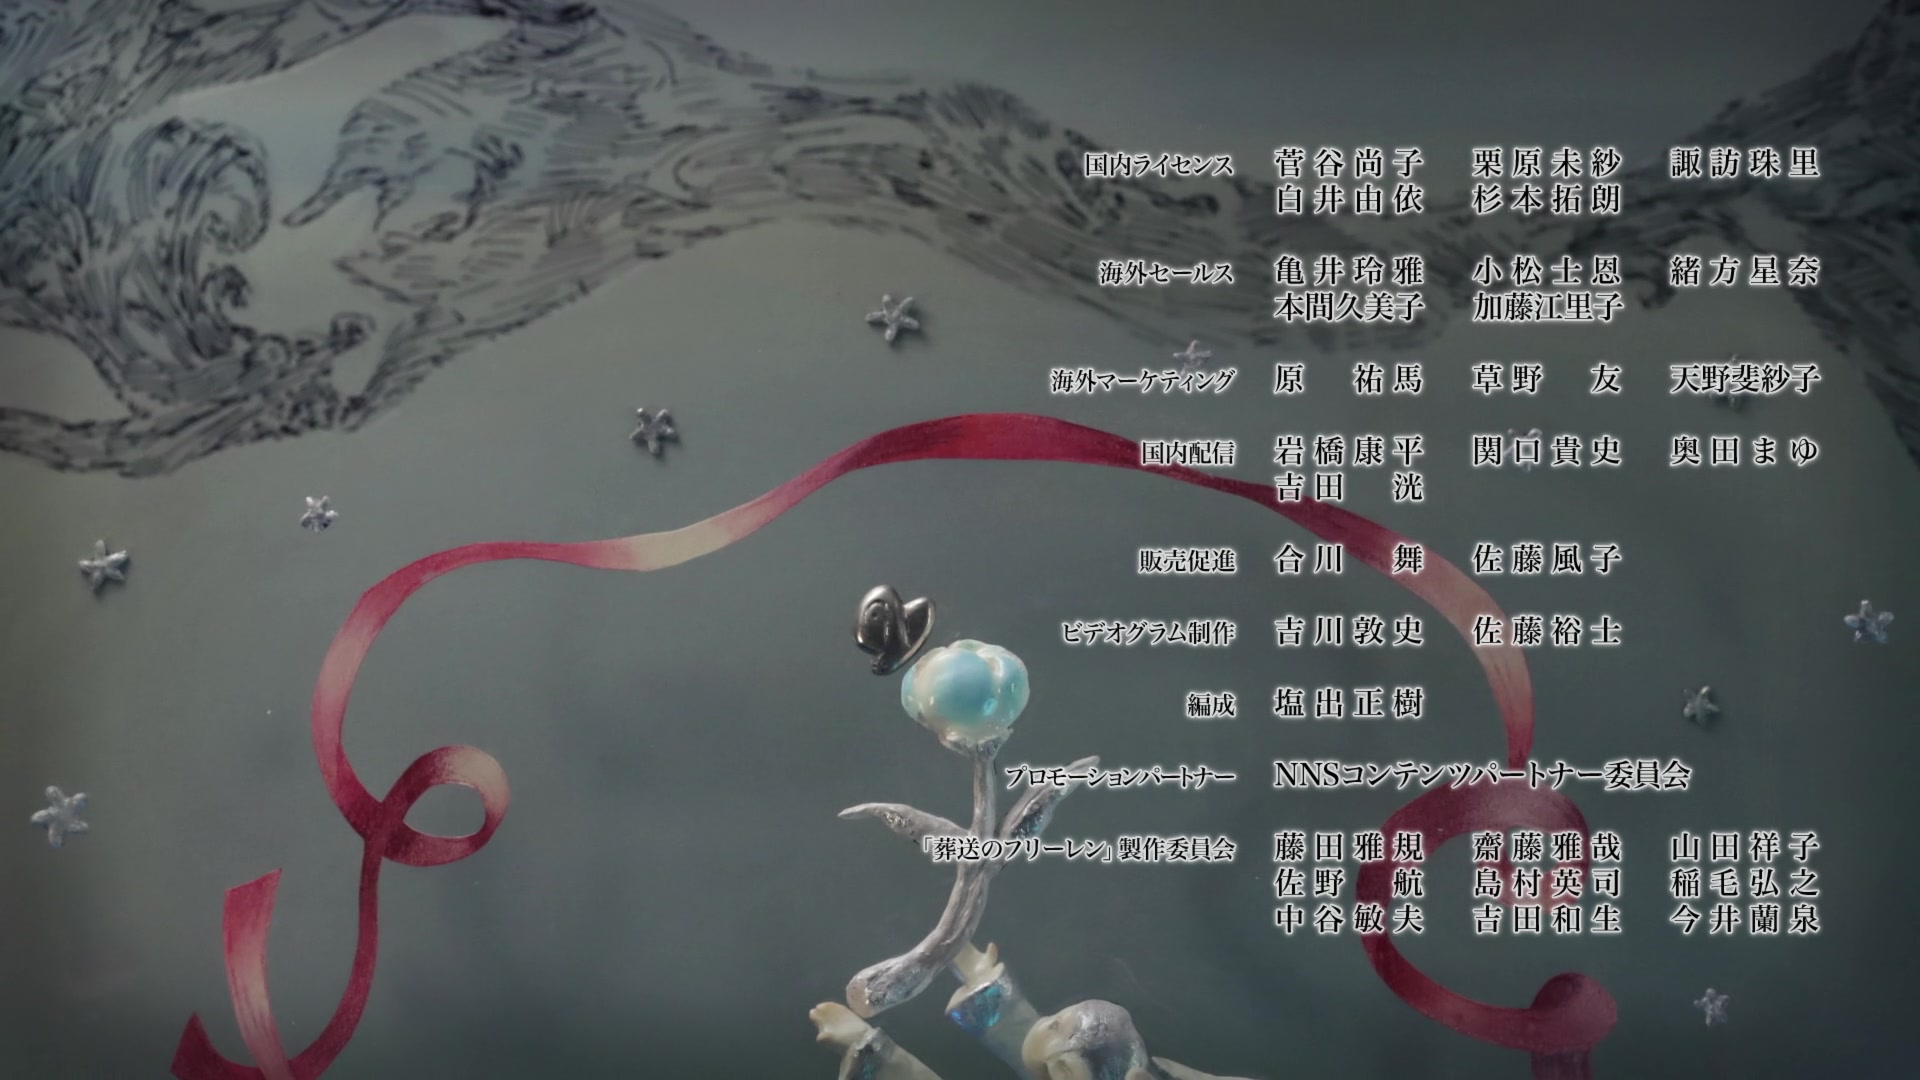 国内ライセンス 菅谷尚子 栗原未紗 諏訪珠里
白井由依 杉本拓朗
海外セールス 亀井玲雅 小松士恩 緒方星奈
本間久美子 加藤江里子
海外マーケティング 原 祐馬 草野 友 天野斐紗子
国内配信 岩橋康平 関口貴史 奥田まゆ
吉田 洸
販売促進 合川 舞 佐藤風子
ビデオグラム制作 吉川敦史 佐藤裕士
編成 塩出正樹
プロモーションパートナー NNSコンテンツパートナー委員会
「葬送のフリーレン」製作委員会 藤田雅規 齋藤雅哉 山田祥子
佐野 航 島村英司 稲毛弘之
中谷敏夫 吉田和生 今井蘭泉